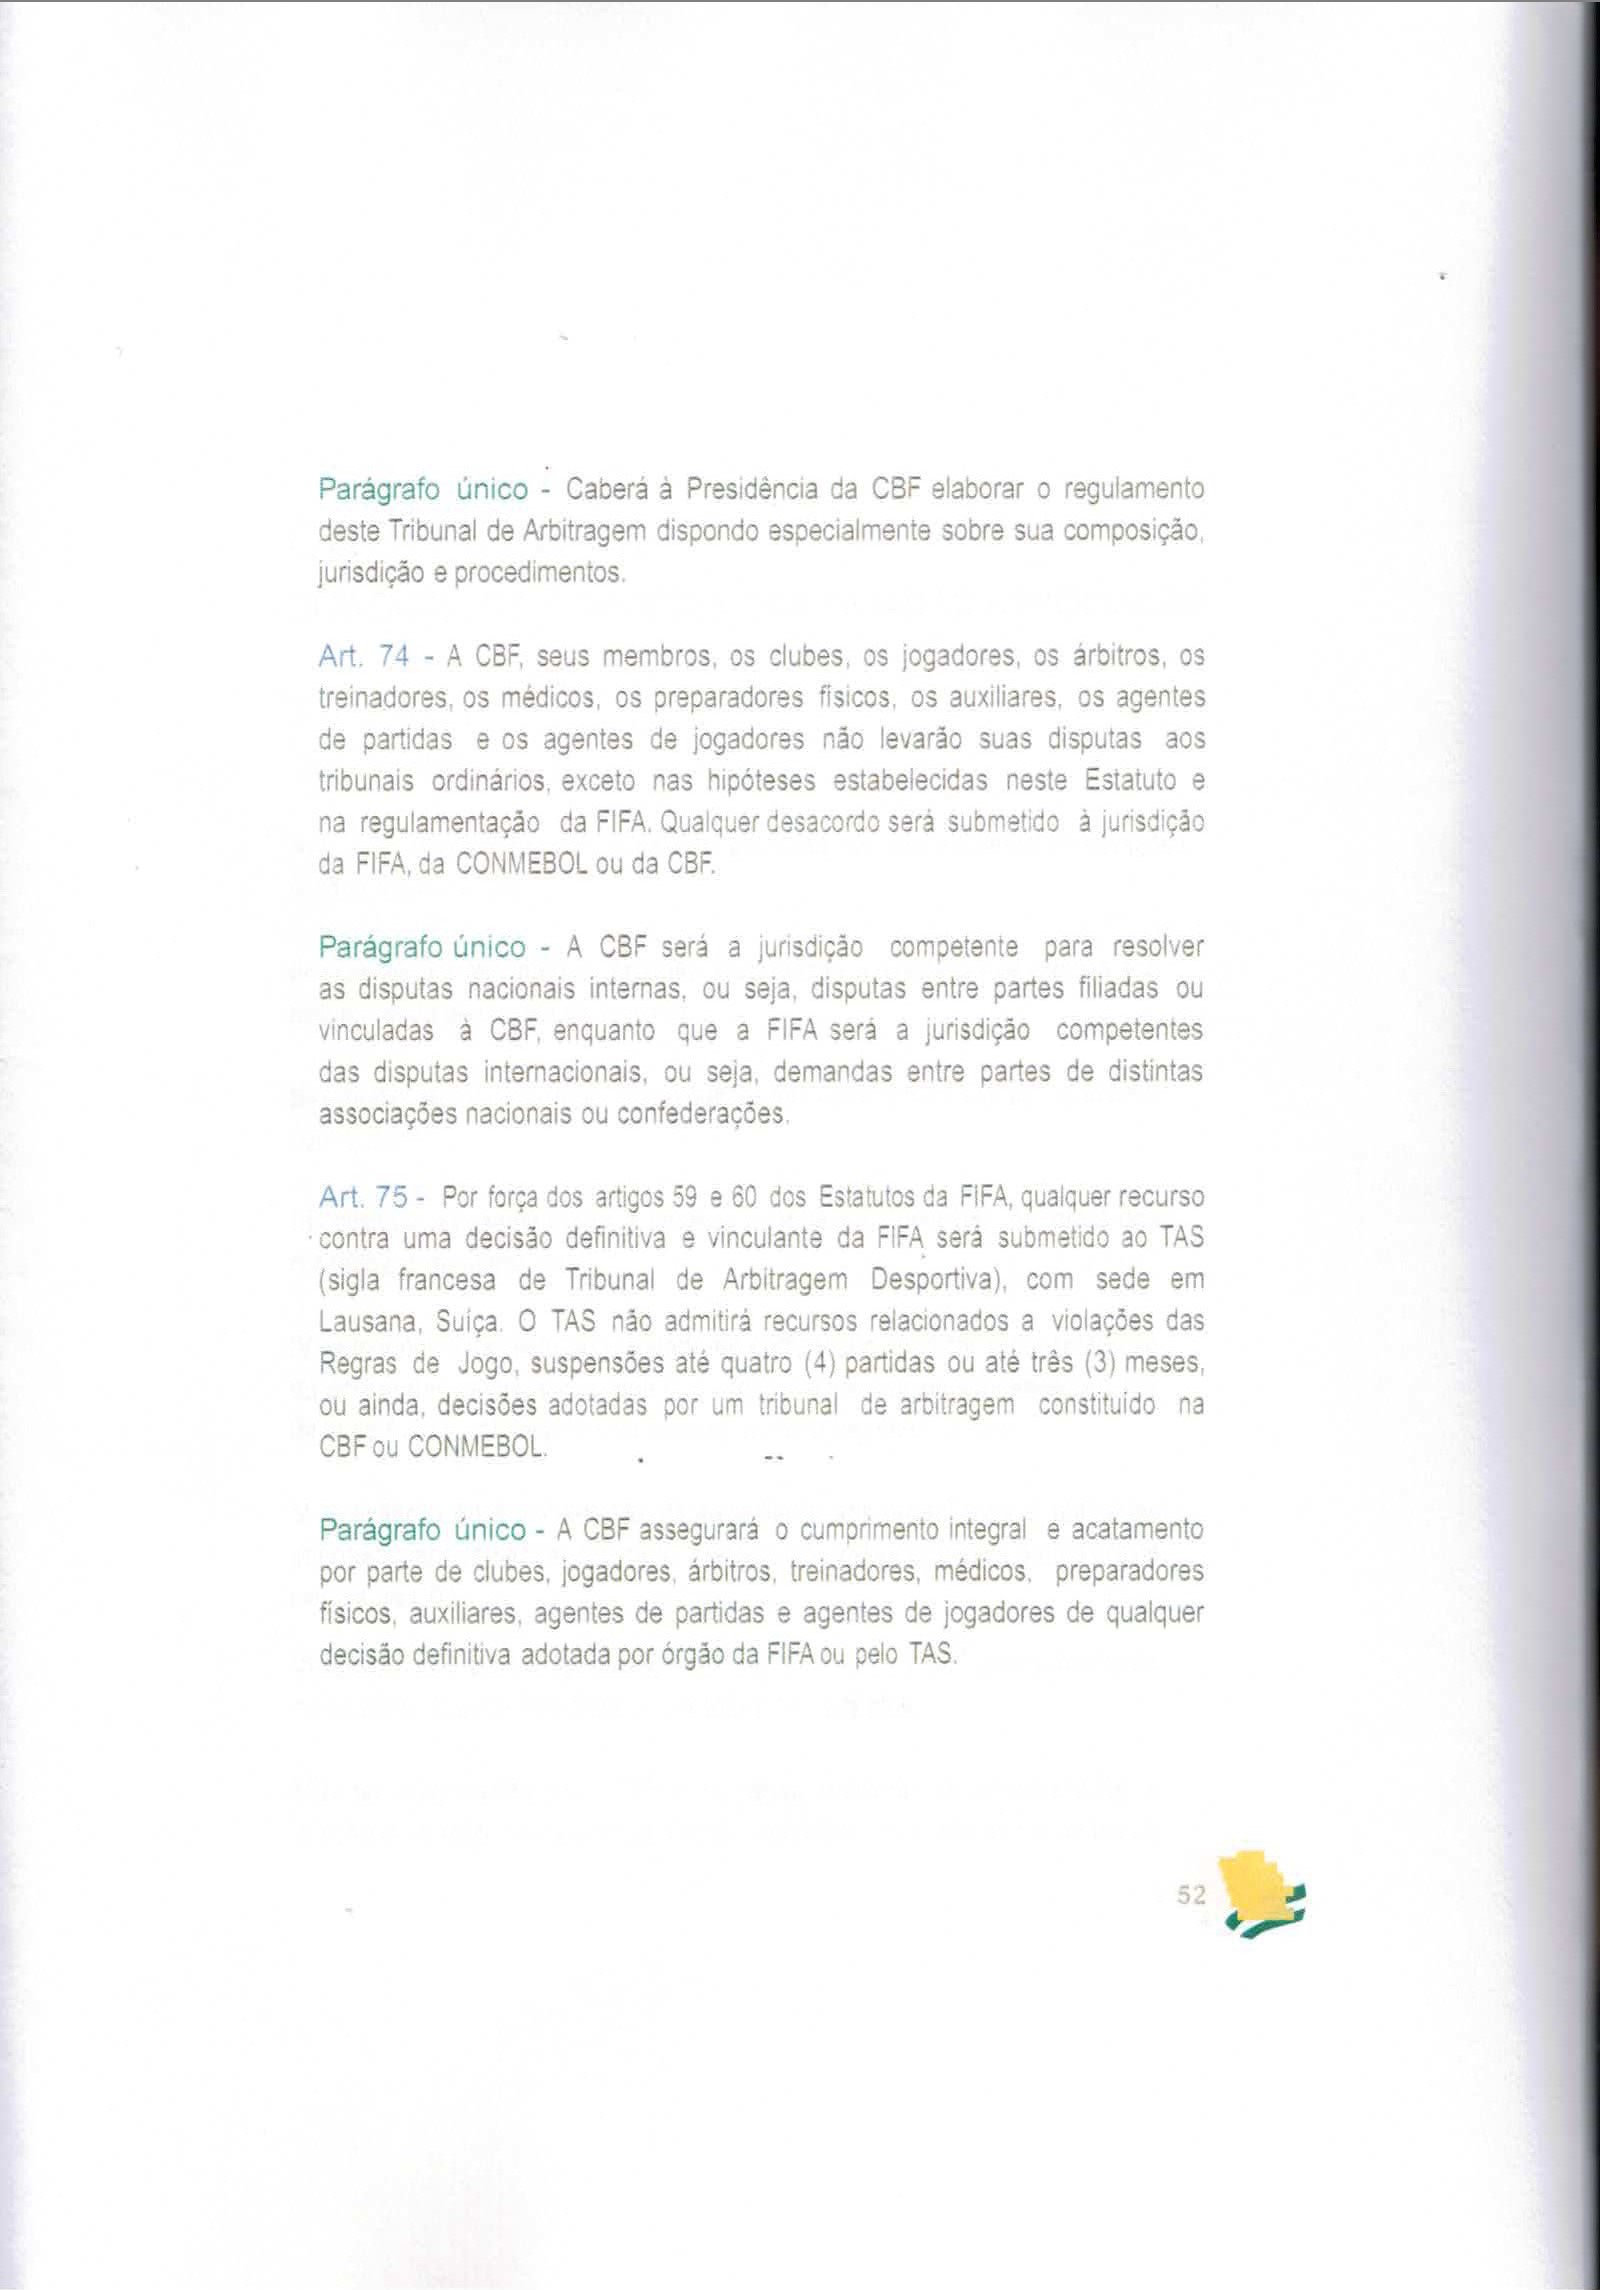 Parágrafo único - Caberá à Presidência da CBF elaborar o regulamento
deste Tribunal de Arbitragem dispondo especialmente sobre sua composição,
jurisdição e procedimentos.
Art. 74 - A CBF, seus membros, os clubes, os jogadores, os árbitros, os
treinadores, os médicos, os preparadores físicos, os auxiliares, os agentes
de partidas e os agentes de jogadores não levarão suas disputas aos
tribunais ordinários, exceto nas hipóteses estabelecidas neste Estatuto e
na regulamentação da FIFA. Qualquer desacordo será submetido à jurisdição
da FIFA, da CONMEBOL ou da CBF.
Parágrafo único - A CBF será a jurisdição competente para resolver
as disputas nacionais internas, ou seja, disputas entre partes filiadas ou
vinculadas à CBF, enquanto que a FIFA será a jurisdição competentes
das disputas internacionais, ou seja, demandas entre partes de distintas
associações nacionais ou confederações.
Art. 75 - Por força dos artigos 59 e 60 dos Estatutos da FIFA, qualquer recurso
contra uma decisão definitiva e vinculante da FIFA será submetido ao TAS
(sigla francesa de Tribunal de Arbitragem Desportiva), com sede em
Lausana, Suíça. O TAS não admitirá recursos relacionados a violações das
Regras de Jogo, suspensões até quatro (4) partidas ou até três (3) meses,
ou ainda, decisões adotadas por um tribunal de arbitragem constituído na
CBF ou CONMEBOL.
Parágrafo único - A CBF assegurará o cumprimento integral e acatamento
por parte de clubes, jogadores, árbitros, treinadores, médicos, preparadores
físicos, auxiliares, agentes de partidas e agentes de jogadores de qualquer
decisão definitiva adotada por órgão da FIFA ou pelo TAS.
52